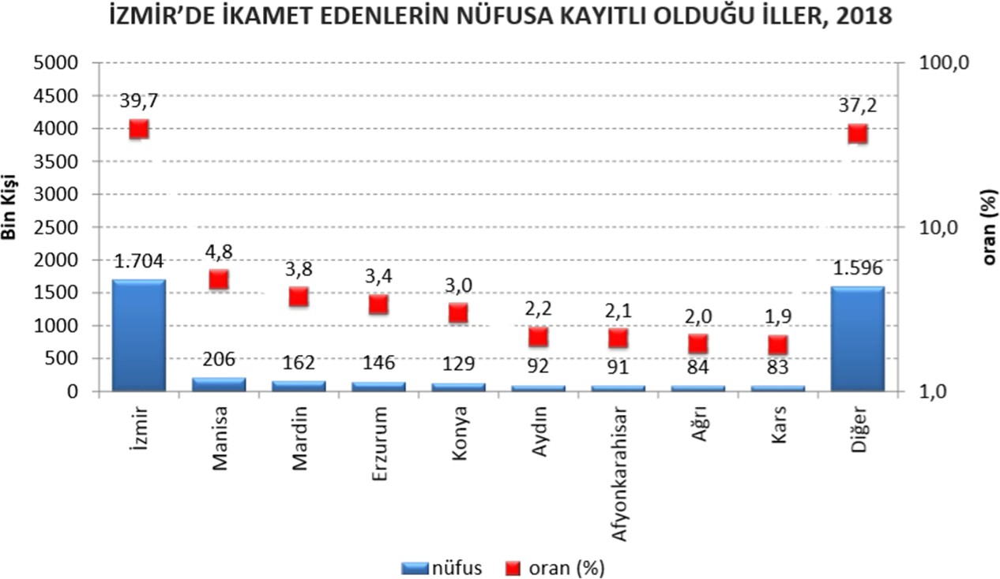 İZMİR’DE İKAMET EDENLERİN NÜFUSA KAYITLI OLDUĞU İLLER, 2018
5000
4500
4000
3500
3000
2500
2000
1500
1000
500
0
Bin Kişi
100,0
10,0
1,0
oran (%)
39,7
4,8
3,8
3,4
3,0
2,2
2,1
2,0
1,9
37,2
1.704
206
162
146
129
92
91
84
83
1.596
İzmir
Manisa
Mardin
Erzurum
Konya
Aydın
Afyonkarahisar
Ağrı
Kars
Diğer
nüfus
oran (%)